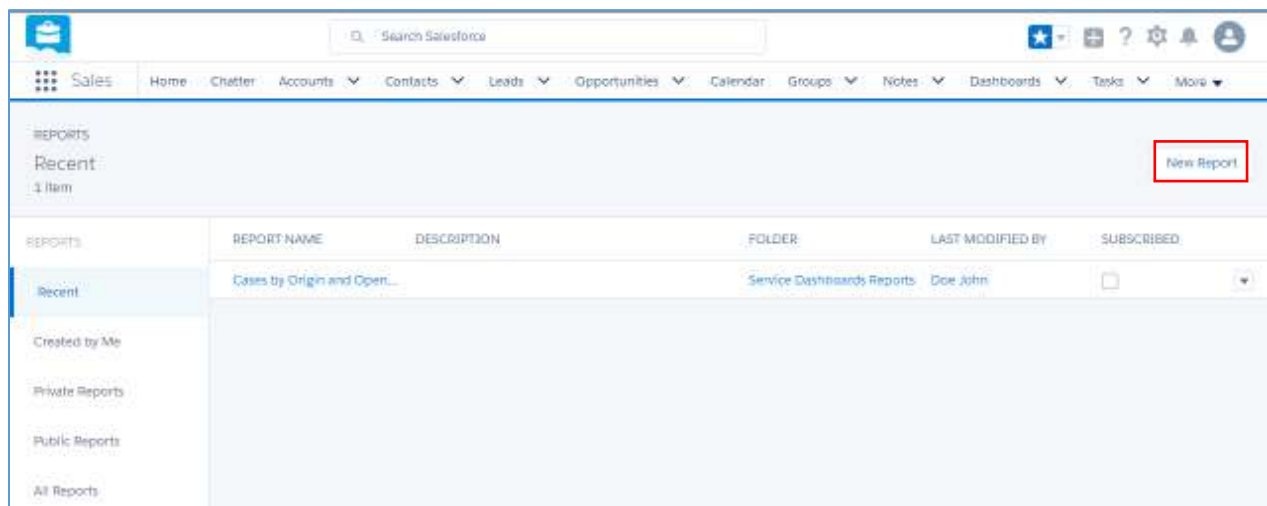 Search Salesforce
Sales Home Chatter Accounts Contacts Leads Opportunities Calendar Groups Notes Dashboards Tasks More
REPORTS
Recent
1 item
New Report
REPORTS
REPORT NAME DESCRIPTION FOLDER LAST MODIFIED BY SUBSCRIBED
Recent
Cases by Origin and Open... Service Dashboards Reports Doe John
Created by Me
Private Reports
Public Reports
All Reports